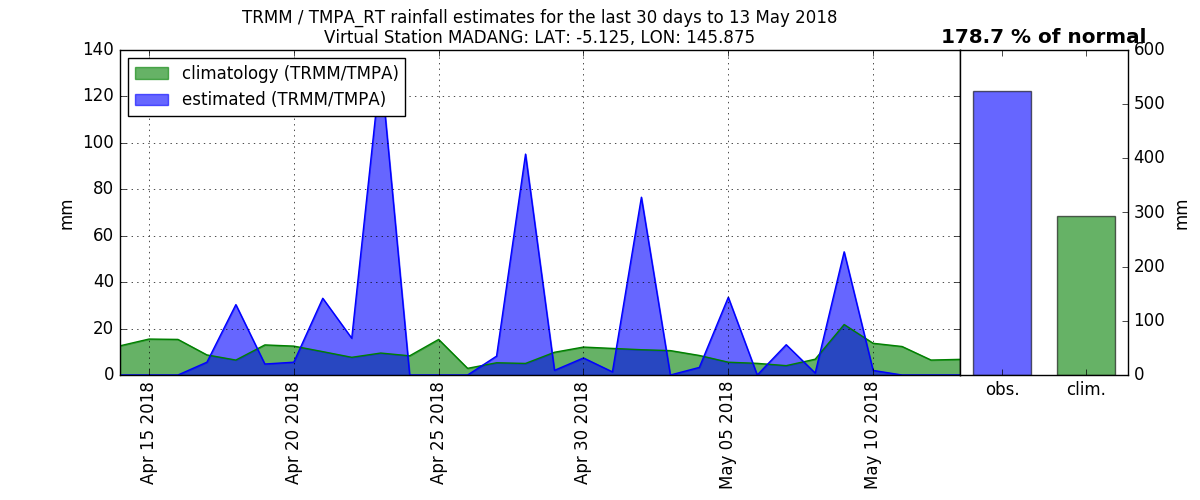 TRMM / TMPA_RT rainfall estimates for the last 30 days to 13 May 2018
Virtual Station MADANG: LAT: -5.125, LON: 145.875
178.7 % of normal
climatology (TRMM/TMPA)
estimated (TRMM/TMPA)
mm
140
120
100
80
60
40
20
0
Apr 15 2018
Apr 20 2018
Apr 25 2018
Apr 30 2018
May 05 2018
May 10 2018
600
500
400
300
200
100
0
mm
obs.
clim.